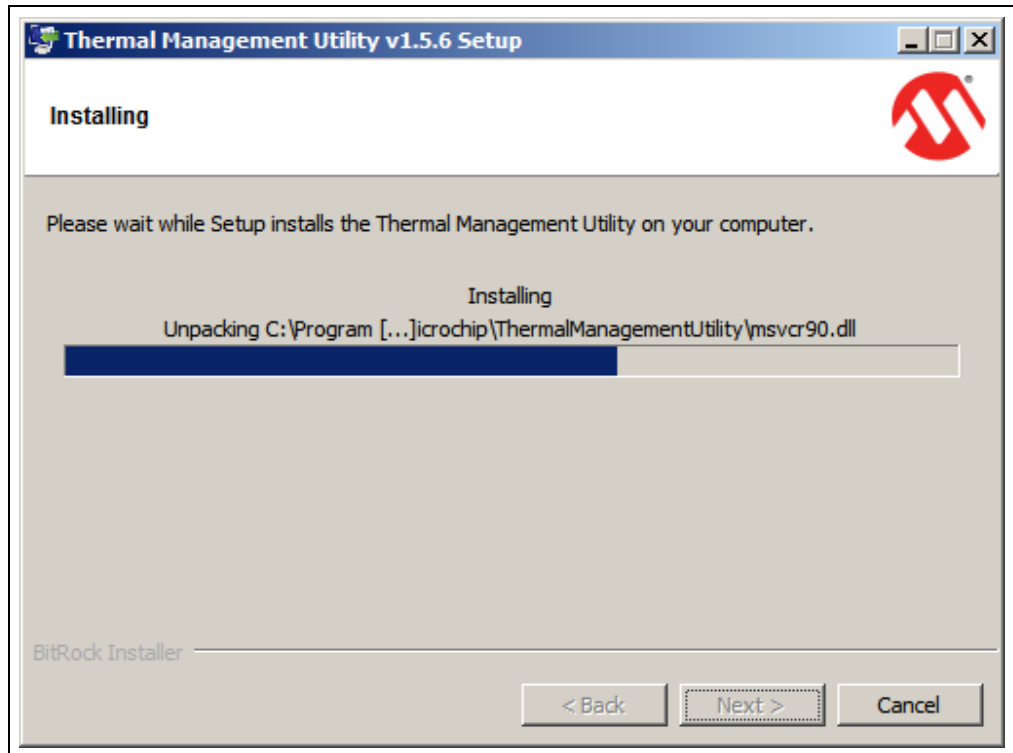 Thermal Management Utility v1.5.6 Setup
Installing
Please wait while Setup installs the Thermal Management Utility on your computer.
Installing
Unpacking C:\Program [...]icrochip\ThermalManagementUtility\msvcr90.dll
BitRock Installer
< Back
Next >
Cancel